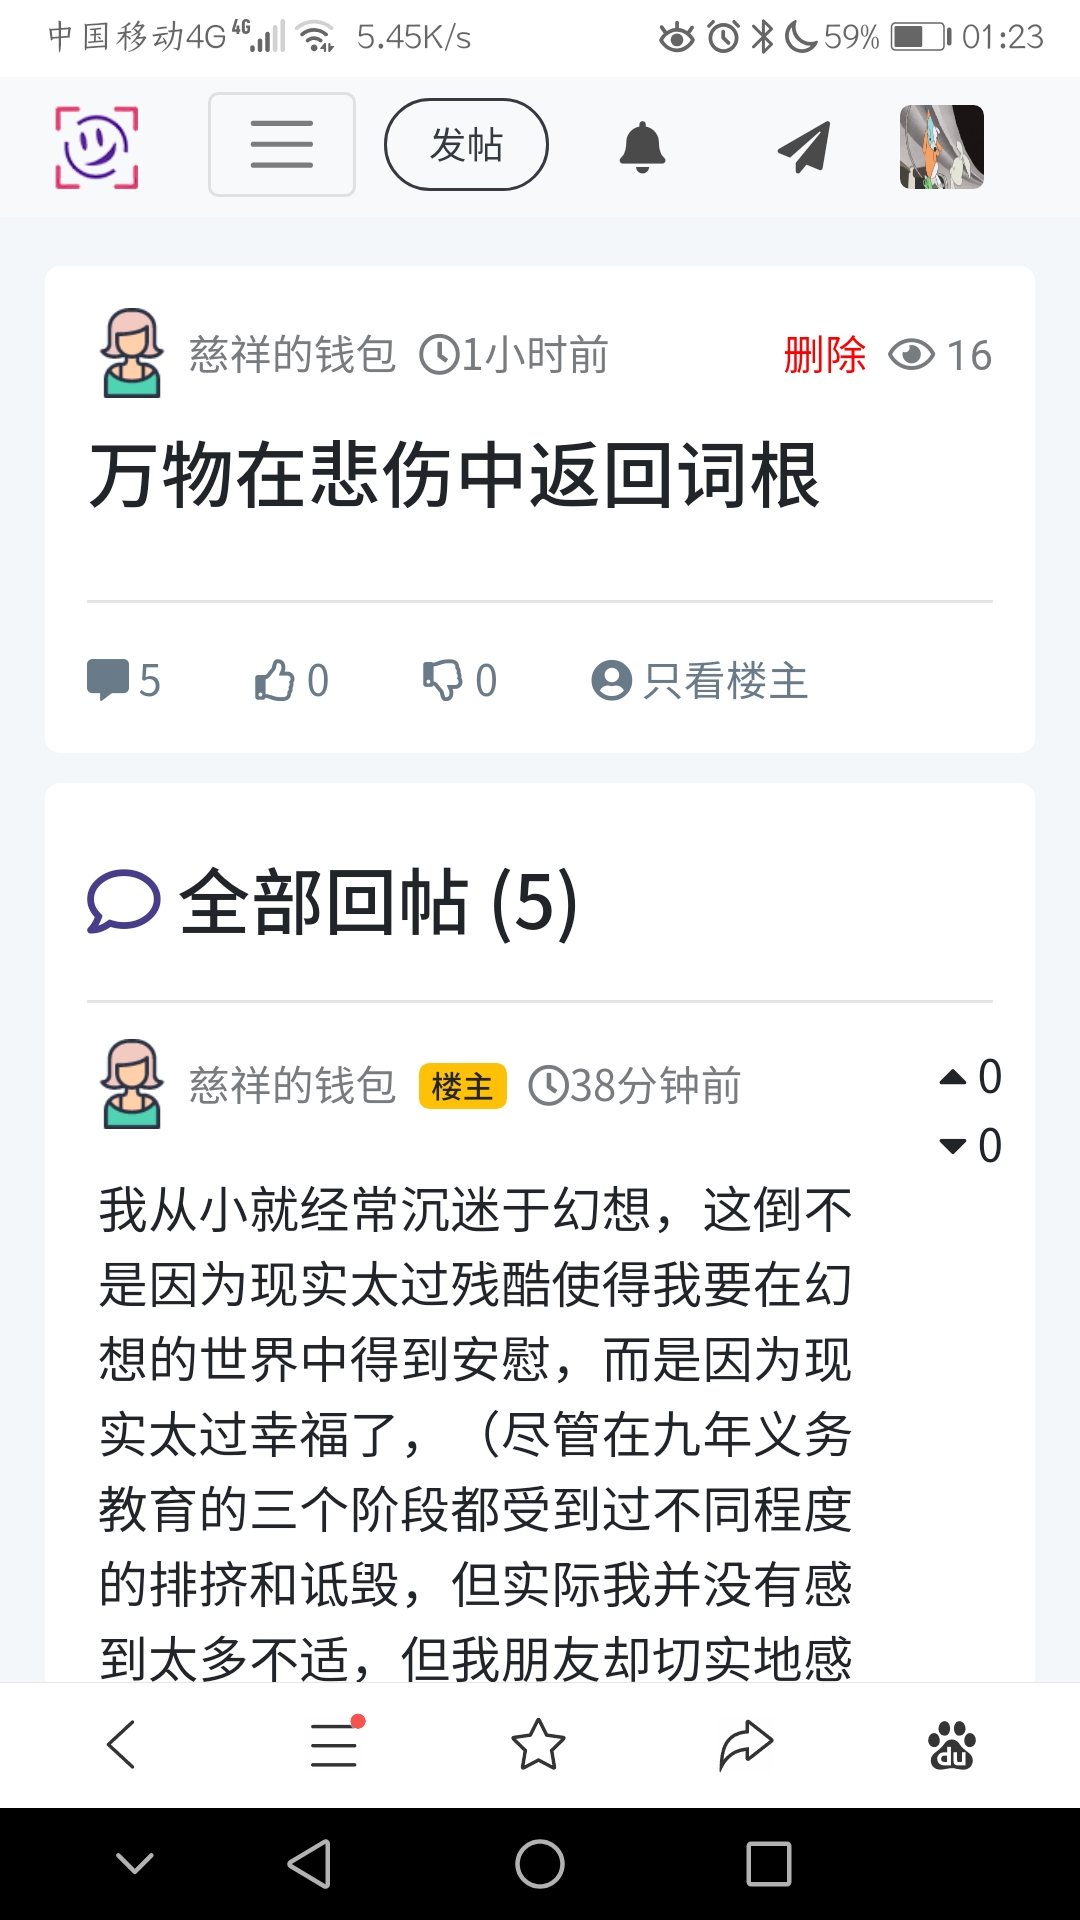 中国移动4G 4G 5.45K/s 59% 01:23
发帖
慈祥的钱包 1小时前 删除 16
万物在悲伤中返回词根
5 0 0 只看楼主
全部回帖 (5)
慈祥的钱包 楼主 38分钟前 0
0
我从小就经常沉迷于幻想，这倒不
是因为现实太过残酷使得我要在幻
想的世界中得到安慰，而是因为现
实太过幸福了，（尽管在九年义务
教育的三个阶段都受到过不同程度
的排挤和诋毁，但实际我并没有感
到太多不适，但我朋友却切实地感
du